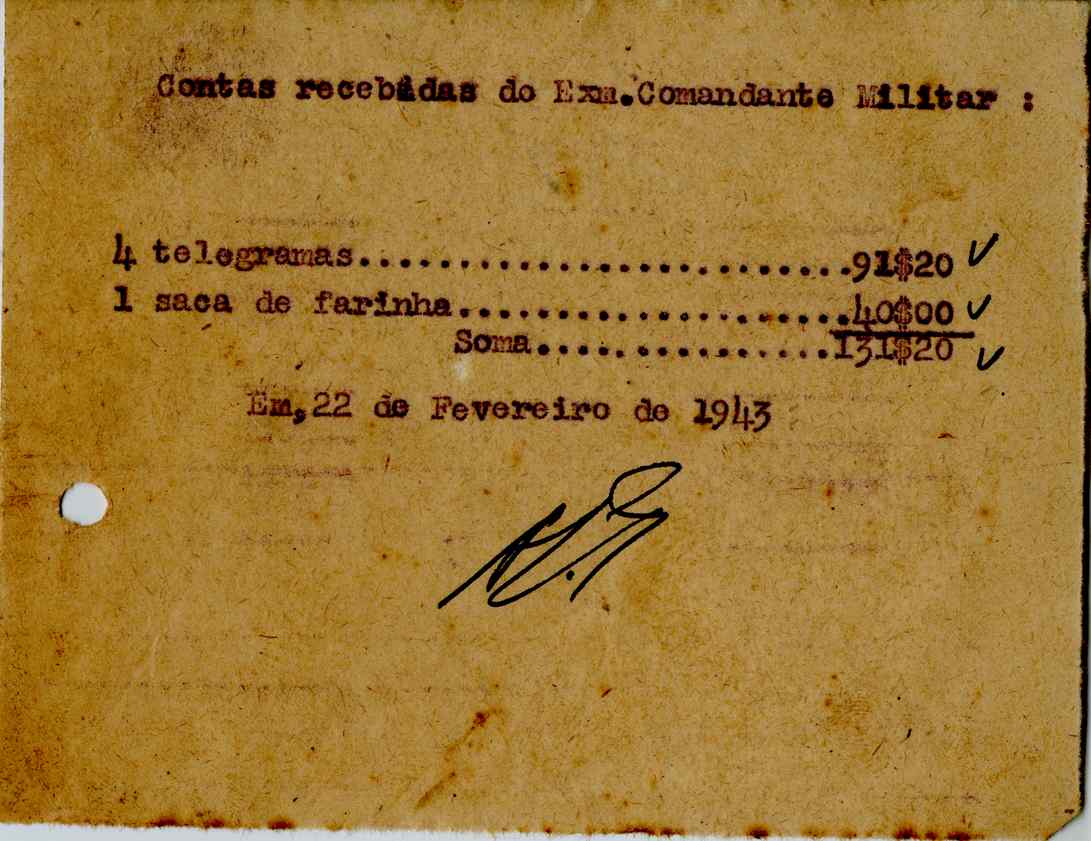 Contas recebidas do Exm.Comandante Militar :
4 telegramas...........................91$20
1 saca de farinha......................40$00
Soma.................131$20
Em,22 de Fevereiro de 1943